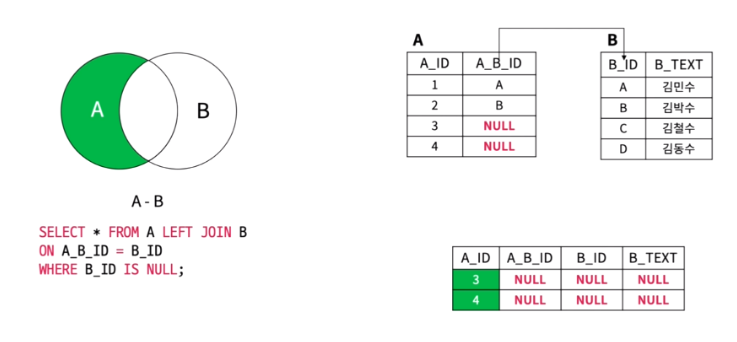 A B
A - B
SELECT * FROM A LEFT JOIN B
ON A_B_ID = B_ID
WHERE B_ID IS NULL;
A
A_ID A_B_ID
1 A
2 B
3 NULL
4 NULL
B
B_ID B_TEXT
A 김민수
B 김박수
C 김철수
D 김동수
A_ID A_B_ID B_ID B_TEXT
3 NULL NULL NULL
4 NULL NULL NULL